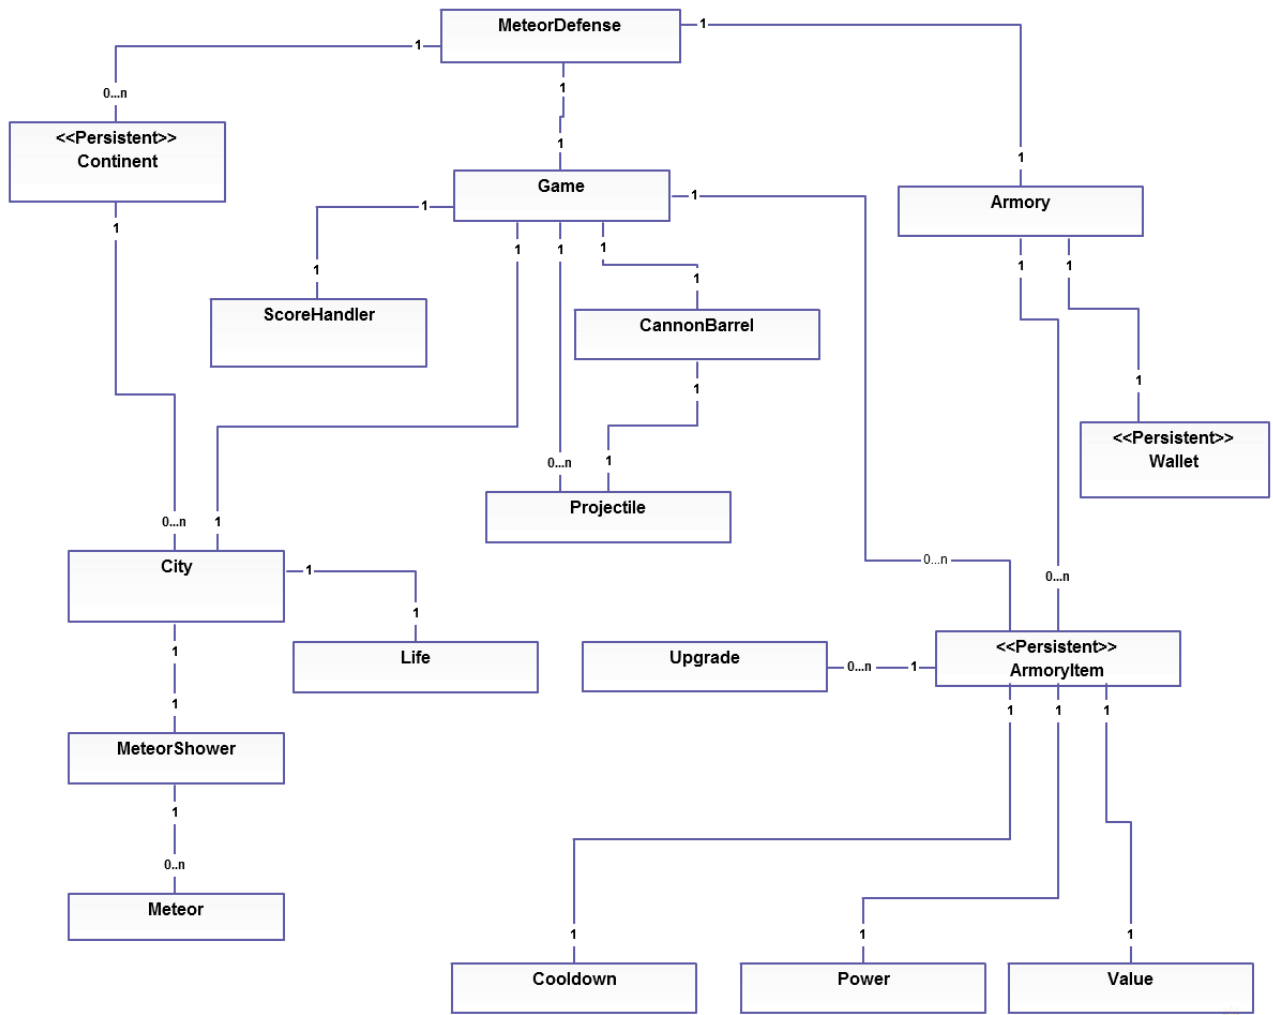 MeteorDefense
1
1
1
0...n
1
<<Persistent>>
Continent
1
1
Game
1
1
Armory
1
1
1
1
1
1
1
1
1
ScoreHandler
1
CannonBarrel
1
1
<<Persistent>>
Wallet
0...n
1
Projectile
0...n
1
City
1
0...n
0...n
1
1
Life
Upgrade
0...n
1
<<Persistent>>
ArmoryItem
1
1
1
1
MeteorShower
1
0..n
Meteor
1
1
1
Cooldown
Power
Value